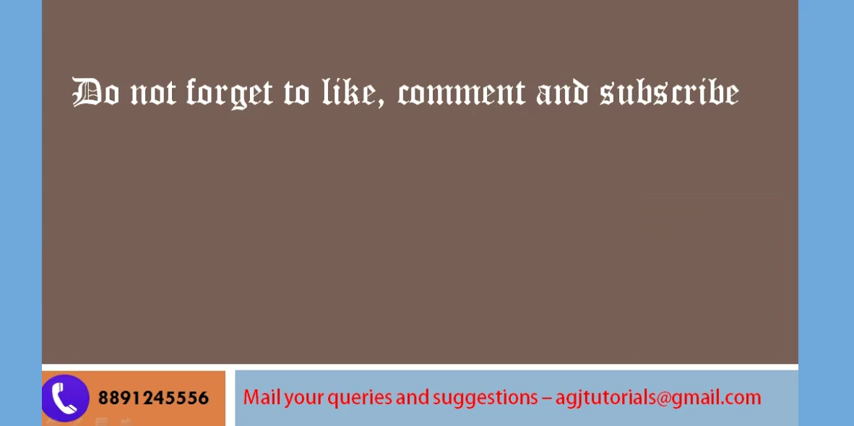 Do not forget to like, comment and subscribe
8891245556
Mail your queries and suggestions – agjtutorials@gmail.com